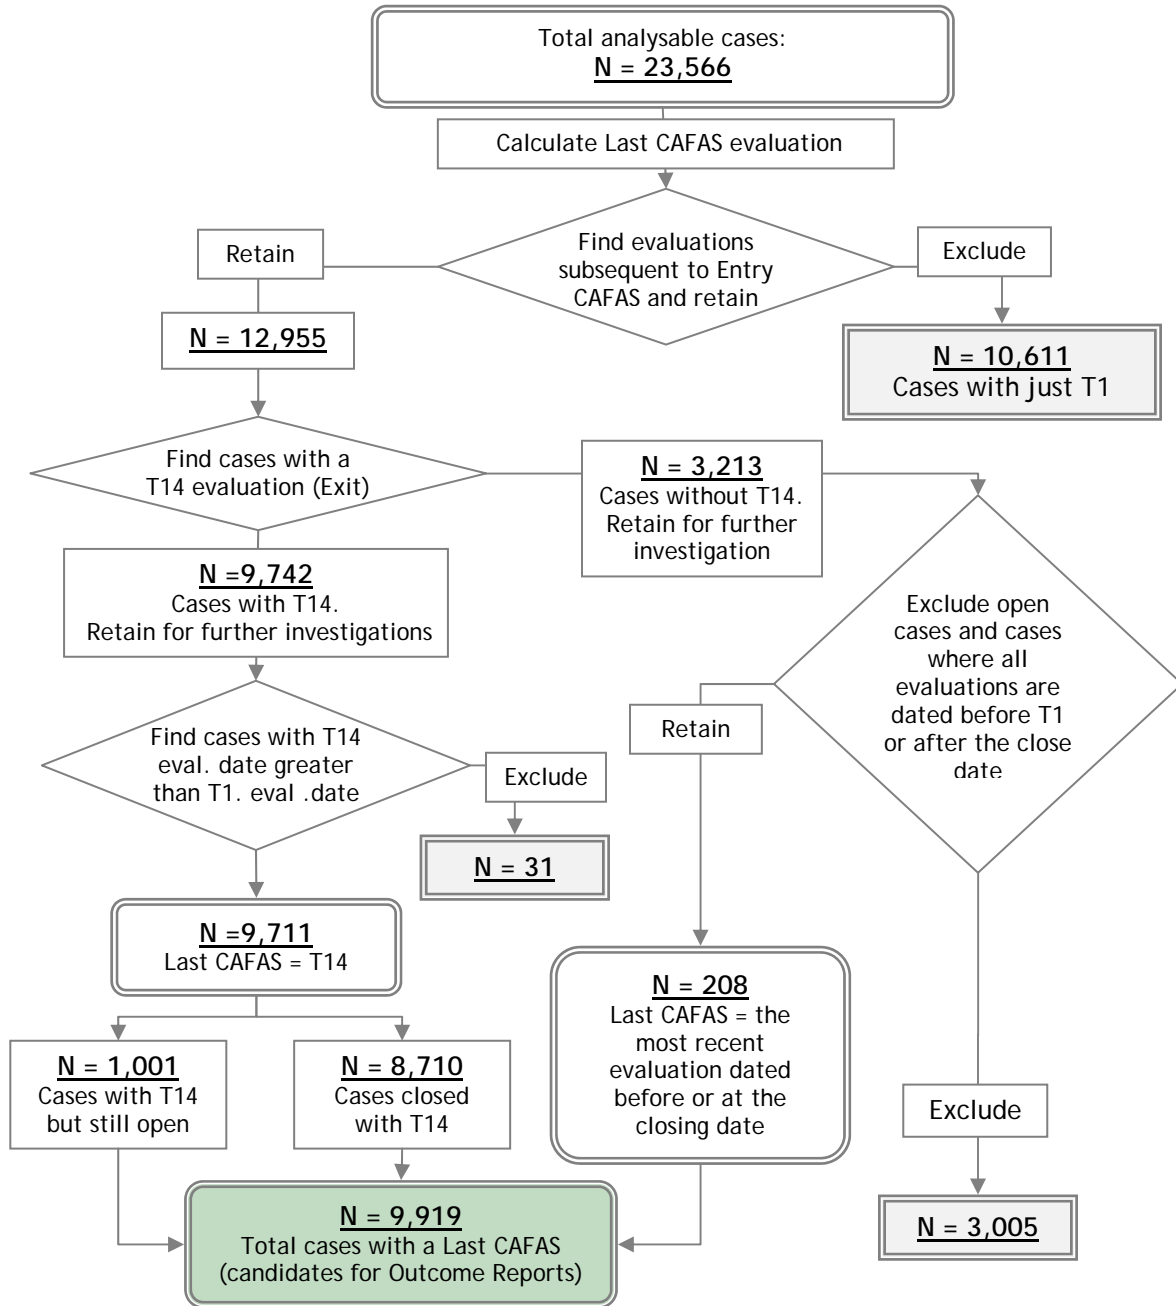 Total analysable cases:
N = 23,566
Calculate Last CAFAS evaluation
Find evaluations
subsequent to Entry
CAFAS and retain
Retain
Exclude
N = 12,955
N = 10,611
Cases with just T1
Find cases with a
T14 evaluation (Exit)
N = 3,213
Cases without T14.
Retain for further
investigation
N =9,742
Cases with T14.
Retain for further investigations
Exclude open
cases and cases
where all
evaluations are
dated before T1
or after the close
date
Retain
Find cases with T14
eval. date greater
than T1. eval .date
Exclude
N = 31
N =9,711
Last CAFAS = T14
N = 208
Last CAFAS = the
most recent
evaluation dated
before or at the
closing date
N = 1,001
Cases with T14
but still open
N = 8,710
Cases closed
with T14
Exclude
N = 3,005
N = 9,919
Total cases with a Last CAFAS
(candidates for Outcome Reports)